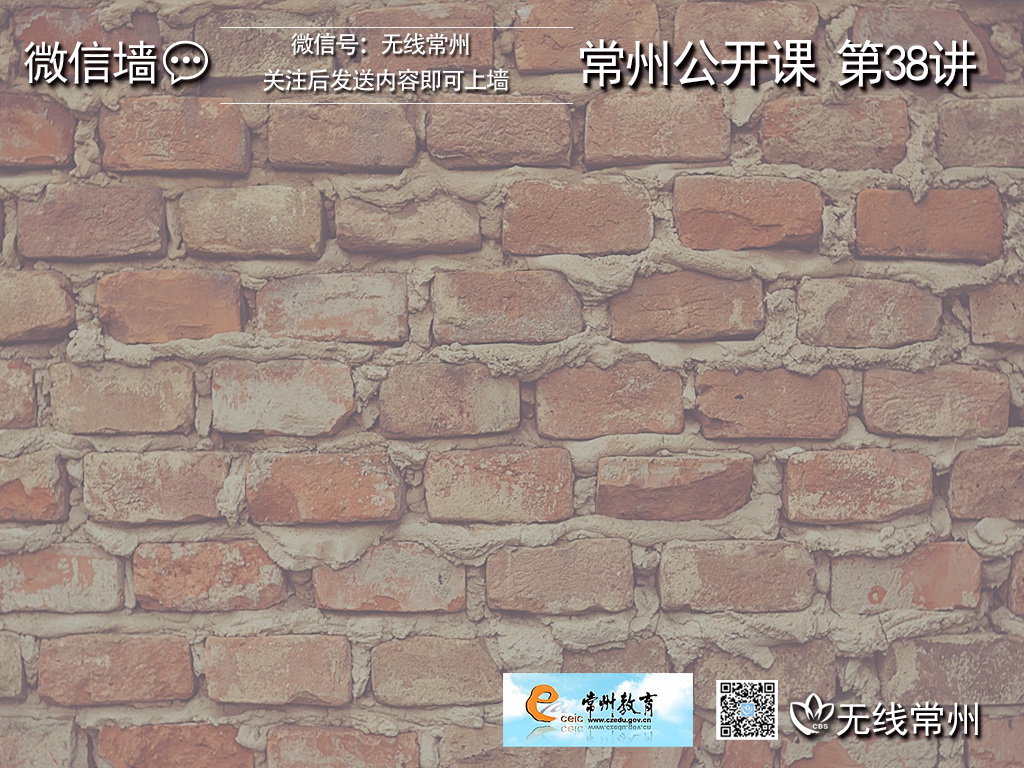 微信墙
微信号：无线常州
关注后发送内容即可上墙
常州公开课 第38讲
ceic
常州教育
www.czedu.gov.cn
CBS
无线常州